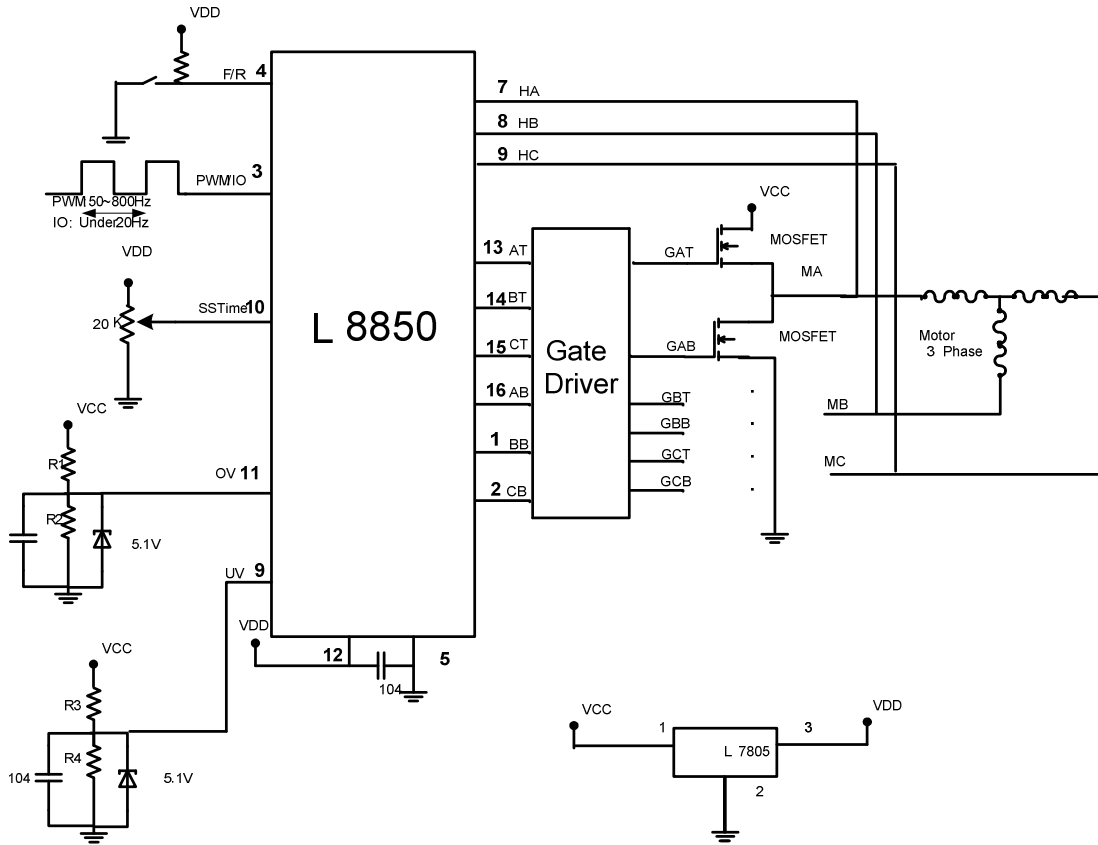 VDD
F/R 4
7 HA
8 HB
9 HC
PWM/IO 3
PWM 50~800Hz
IO: Under20Hz
VCC
MOSFET
13 AT
GAT
MA
VDD
20 K
SSTime 10
14 BT
L 8850
Gate
Driver
15 CT
GAB
MOSFET
Motor
3 Phase
16 AB
GBT
MB
VCC
GBB
1 BB
GCT
MC
R1
OV 11
2 CB
GCB
R2
5.1V
UV 9
VDD
12
5
104
VCC
R3
R4
104
5.1V
VCC
1
3
VDD
L 7805
2